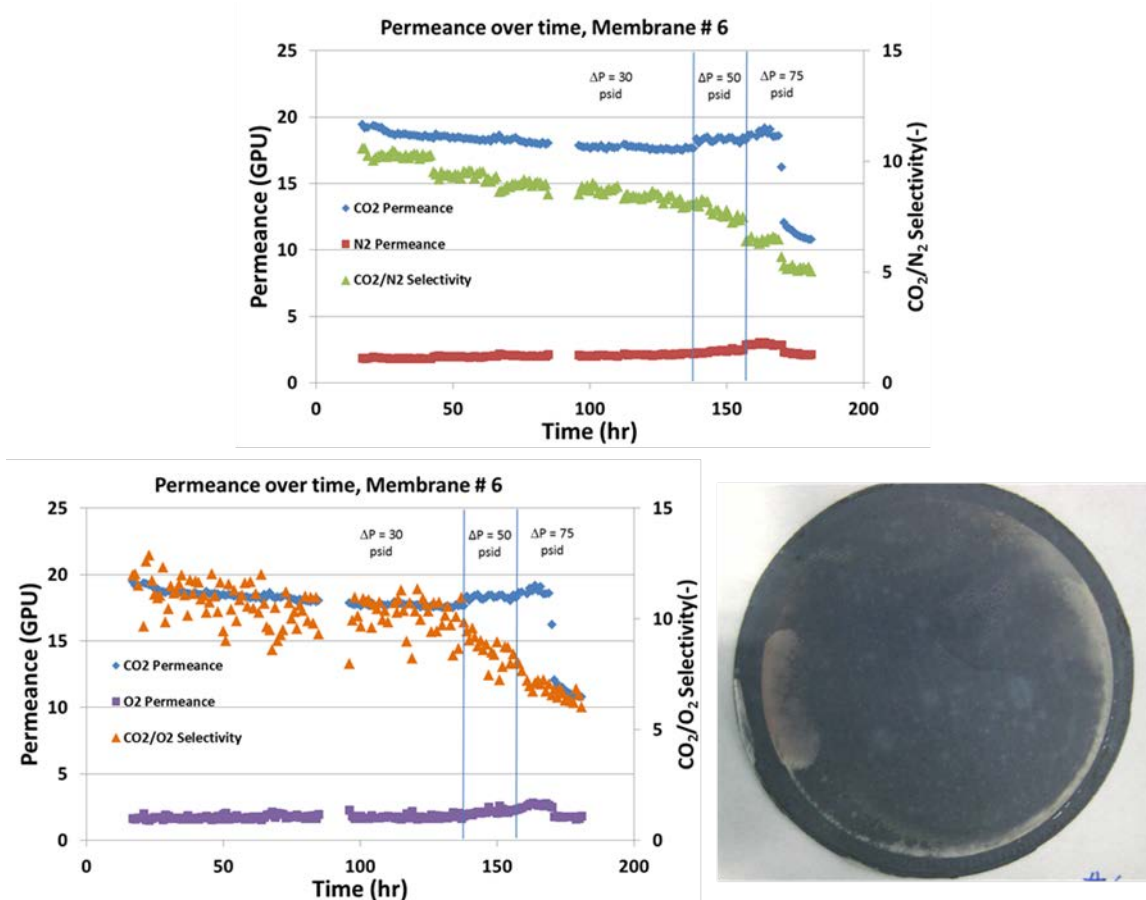 Permeance over time, Membrane # 6
25
20
15
10
5
0
Permeance (GPU)
ΔP = 30 psid
ΔP = 50 psid
ΔP = 75 psid
CO2 Permeance
N2 Permeance
CO2/N2 Selectivity
15
10
5
0
CO₂/N₂ Selectivity(-)
0 50 100 150 200
Time (hr)
Permeance over time, Membrane # 6
25
20
15
10
5
0
Permeance (GPU)
ΔP = 30 psid
ΔP = 50 psid
ΔP = 75 psid
CO2 Permeance
O2 Permeance
CO2/O2 Selectivity
15
10
5
0
CO₂/O₂ Selectivity(-)
0 50 100 150 200
Time (hr)